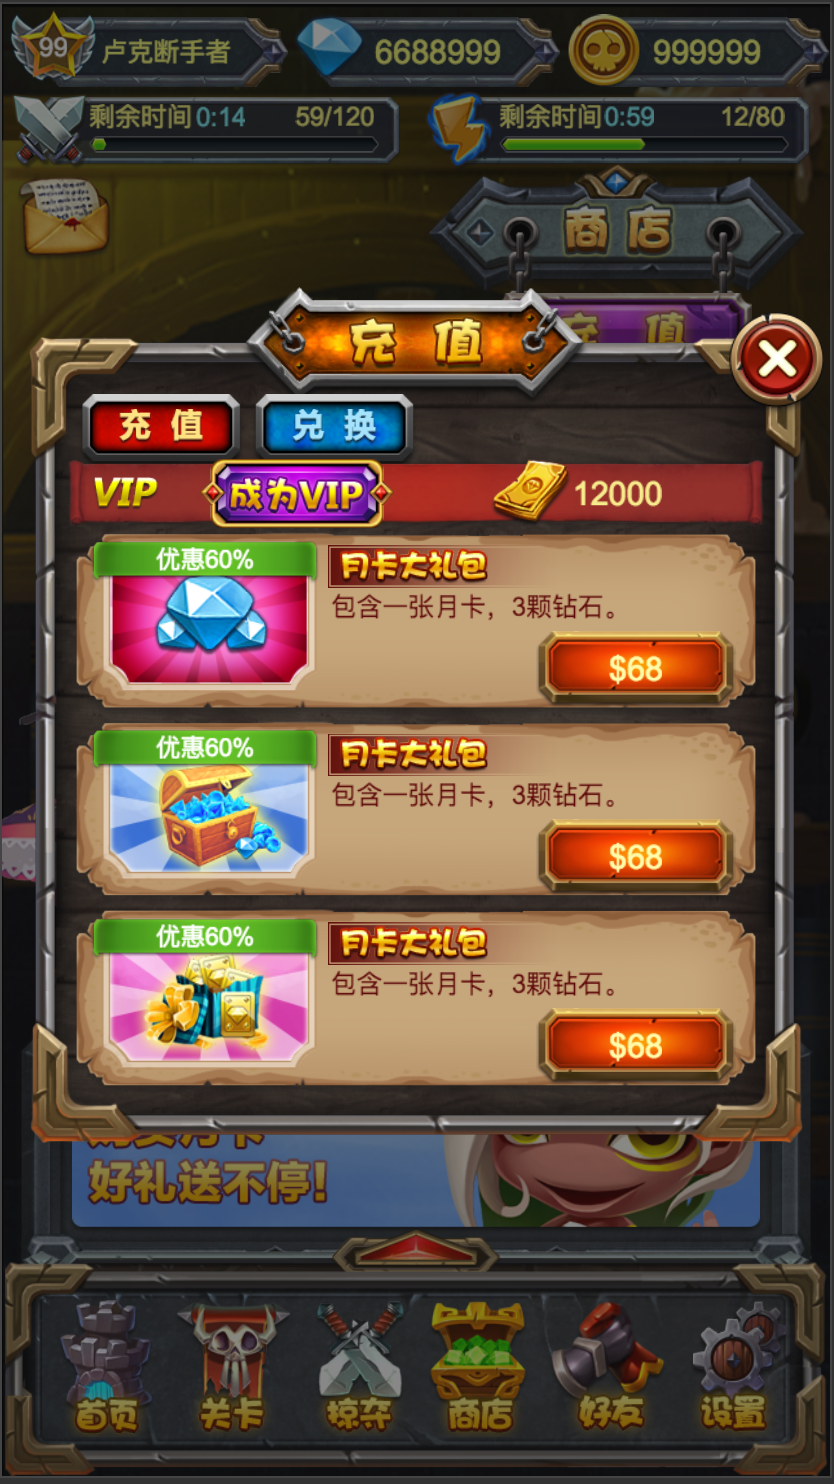 99
卢克断手者
6688999
999999
剩余时间0:14
59/120
剩余时间0:59
12/80
商店
充值
充值
充值
兑换
VIP
成为VIP
12000
优惠60%
月卡大礼包
包含一张月卡，3颗钻石。
$68
优惠60%
月卡大礼包
包含一张月卡，3颗钻石。
$68
优惠60%
月卡大礼包
包含一张月卡，3颗钻石。
$68
好礼送不停!
首页
关卡
掠夺
商店
好友
设置